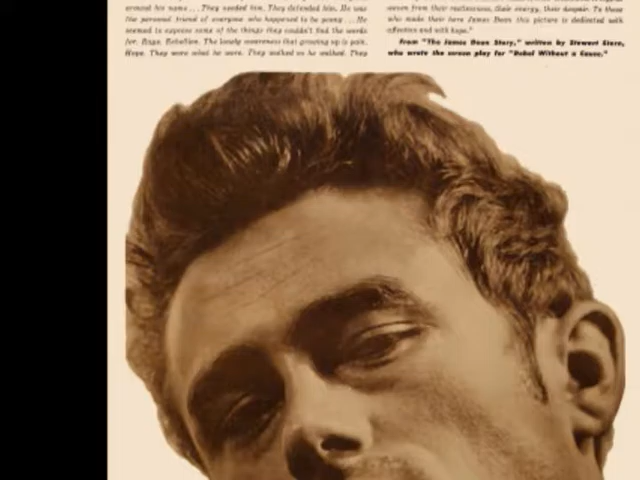 around his name...They needed him. They defended him. He was
the personal friend of everyone who happened to be young...He
seemed to expose some of the things they couldn't find the words
for. Rage. Rebellion. The lonely awareness that growing up is pain.
Hope. They were what he were. They walked as he walked. They
woven from their restlessness, their energy, their despair. To those
who made their hero James Dean this picture is dedicated with
affection and with hope."
From "The James Dean Story," written by Stewart Stern,
who wrote the screen play for "Rebel Without a Cause."